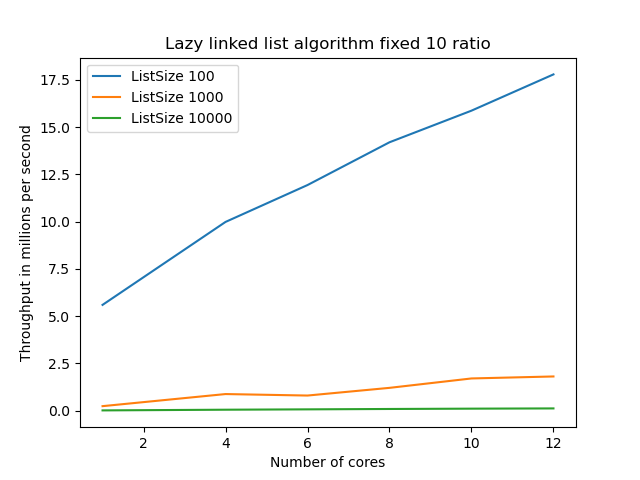 Lazy linked list algorithm fixed 10 ratio
ListSize 100
ListSize 1000
ListSize 10000
Throughput in millions per second
17.5
15.0
12.5
10.0
7.5
5.0
2.5
0.0
2 4 6 8 10 12
Number of cores